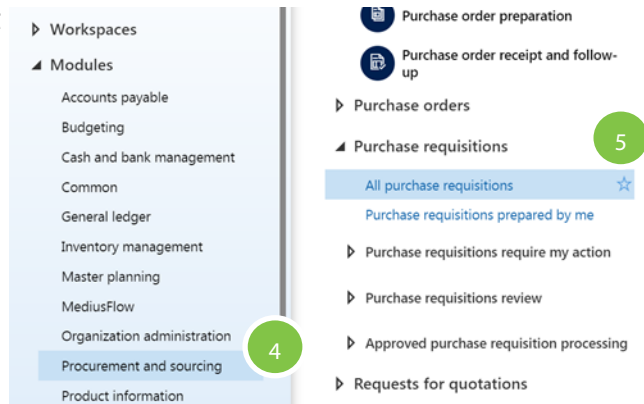 Workspaces
Modules
Accounts payable
Budgeting
Cash and bank management
Common
General ledger
Inventory management
Master planning
MediusFlow
Organization administration
4
Procurement and sourcing
Product information
Purchase order preparation
Purchase order receipt and follow-
up
Purchase orders
Purchase requisitions
5
All purchase requisitions
Purchase requisitions prepared by me
Purchase requisitions require my action
Purchase requisitions review
Approved purchase requisition processing
Requests for quotations